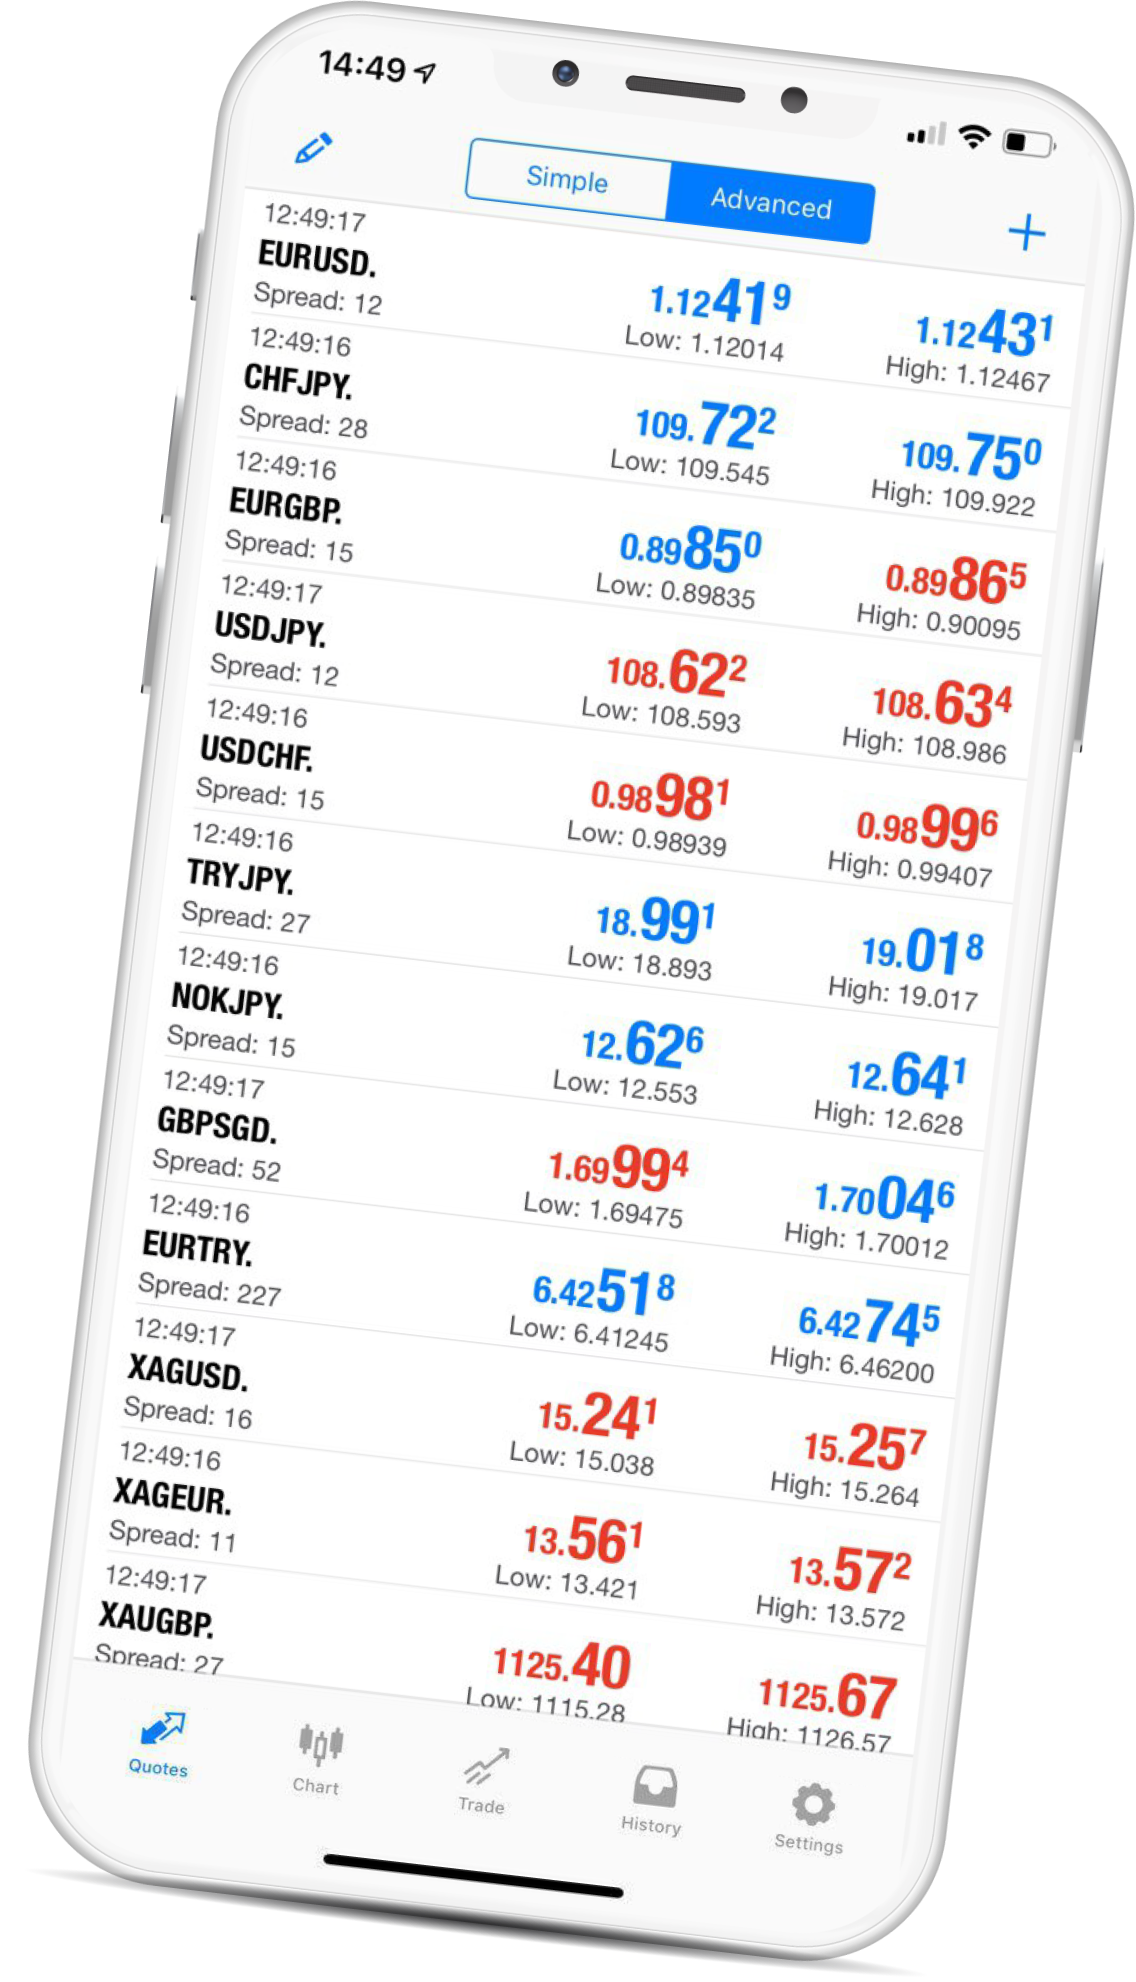 14:49
Simple Advanced
12:49:17
EURUSD. 1.12419 1.12431
Spread: 12 Low: 1.12014 High: 1.12467
12:49:16
CHFJPY. 109.722 109.750
Spread: 28 Low: 109.545 High: 109.922
12:49:16
EURGBP. 0.89850 0.89865
Spread: 15 Low: 0.89835 High: 0.90095
12:49:17
USDJPY. 108.622 108.634
Spread: 12 Low: 108.593 High: 108.986
12:49:16
USDCHF. 0.98981 0.98996
Spread: 15 Low: 0.98939 High: 0.99407
12:49:16
TRYJPY. 18.991 19.018
Spread: 27 Low: 18.893 High: 19.017
12:49:16
NOKJPY. 12.626 12.641
Spread: 15 Low: 12.553 High: 12.628
12:49:17
GBPSGD. 1.69994 1.70046
Spread: 52 Low: 1.69475 High: 1.70012
12:49:16
EURTRY. 6.42518 6.42745
Spread: 227 Low: 6.41245 High: 6.46200
12:49:17
XAGUSD. 15.241 15.257
Spread: 16 Low: 15.038 High: 15.264
12:49:16
XAGEUR. 13.561 13.572
Spread: 11 Low: 13.421 High: 13.572
12:49:17
XAUGBP. 1125.40 1125.67
Spread: 27 Low: 1115.28 High: 1126.57
Quotes Chart Trade History Settings